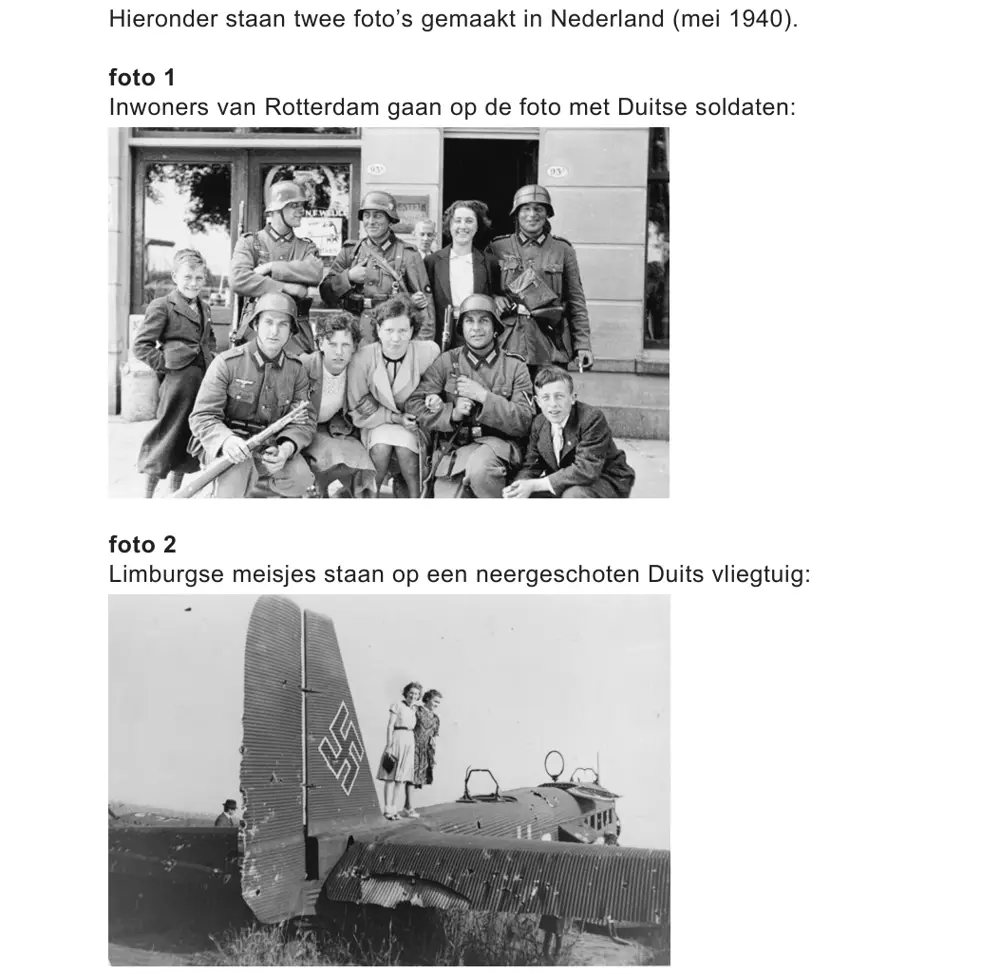 Hieronder staan twee foto’s gemaakt in Nederland (mei 1940).
foto 1
Inwoners van Rotterdam gaan op de foto met Duitse soldaten:
foto 2
Limburgse meisjes staan op een neergeschoten Duits vliegtuig: